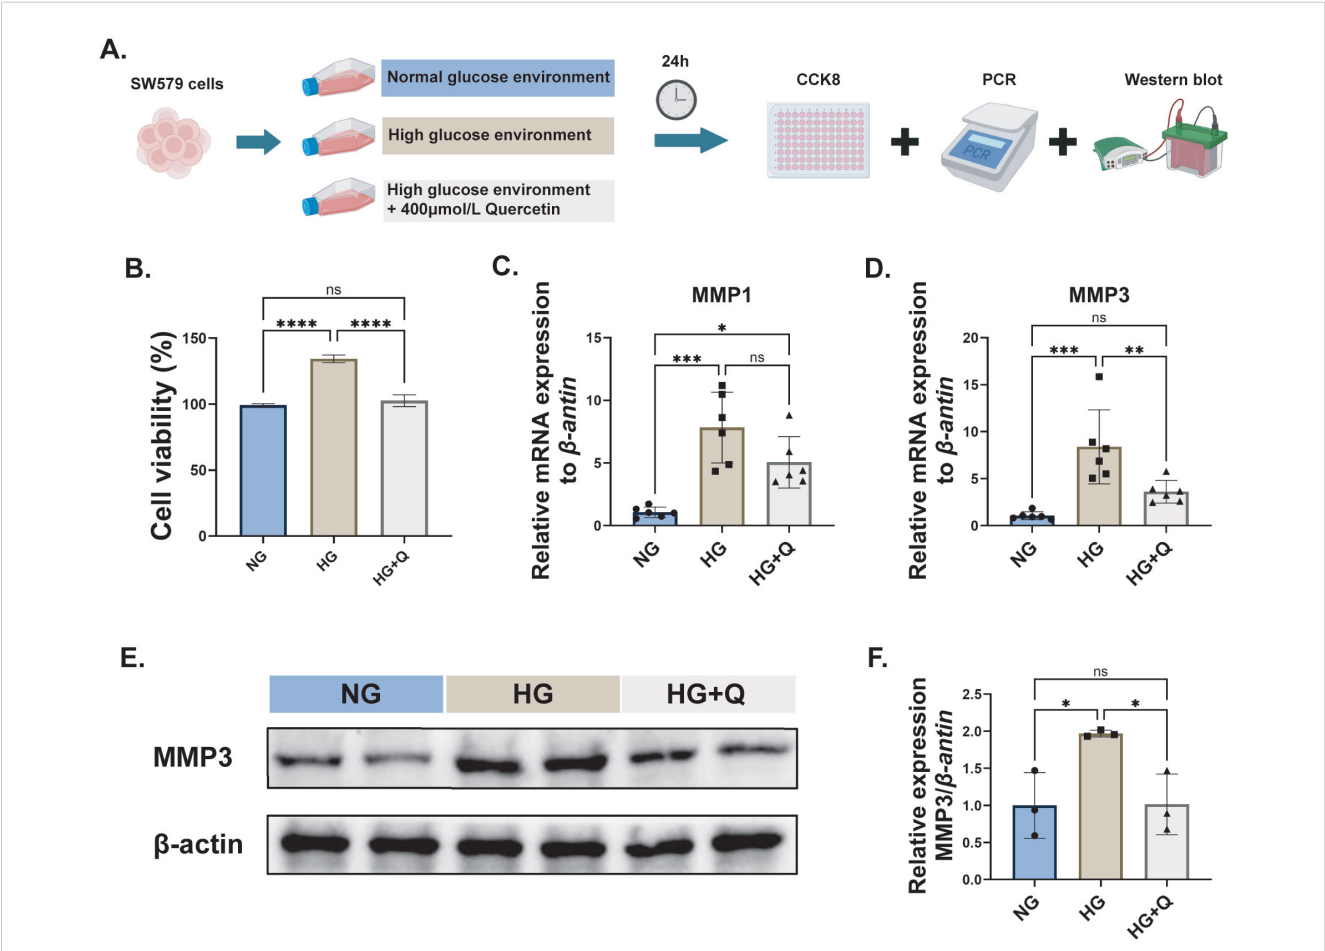 A.
SW579 cells
Normal glucose environment
High glucose environment
High glucose environment
+ 400μmol/L Quercetin
24h
CCK8
PCR
Western blot
PCR
B.
Cell viability (%)
150
100
50
0
ns
****
****
NG
HG
HG+Q
C.
MMP1
Relative mRNA expression
to β-antin
15
10
5
0
*
***
ns
NG
HG
HG+Q
D.
MMP3
Relative mRNA expression
to β-antin
20
15
10
5
0
ns
***
**
NG
HG
HG+Q
E.
NG
HG
HG+Q
MMP3
β-actin
F.
Relative expression
MMP3/β-antin
2.5
2.0
1.5
1.0
0.5
0.0
ns
*
*
NG
HG
HG+Q